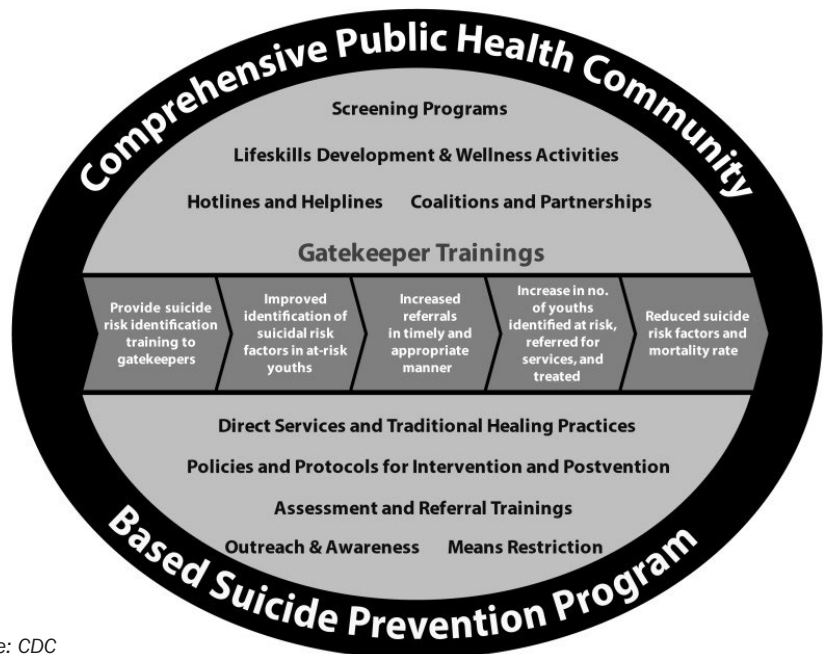 Comprehensive Public Health Community
Screening Programs
Lifeskills Development & Wellness Activities
Hotlines and Helplines
Coalitions and Partnerships
Gatekeeper Trainings
Provide suicide
risk identification
training to
gatekeepers
Improved
identification of
suicidal risk
factors in at-risk
youths
Increased
referrals
in timely and
appropriate
manner
Increase in no.
of youths
identified at risk,
referred for
services, and
treated
Reduced suicide
risk factors and
mortality rate
Direct Services and Traditional Healing Practices
Policies and Protocols for Intervention and Postvention
Assessment and Referral Trainings
Outreach & Awareness
Means Restriction
Based Suicide Prevention Program
e: CDC